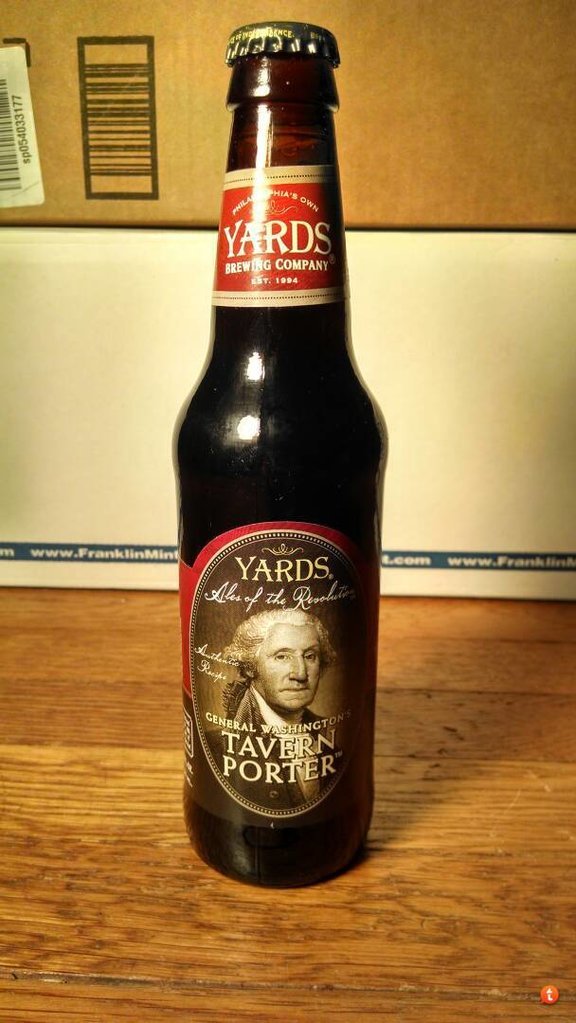 sp054033177
PHILADELPHIA'S OWN
YARDS
BREWING COMPANY
EST. 1994
m www.FranklinMint
t.com www.FranklinM
YARDS
Ales of the Revolution
Authentic
Recipe
GENERAL WASHINGTON'S
TAVERN
PORTER™
t